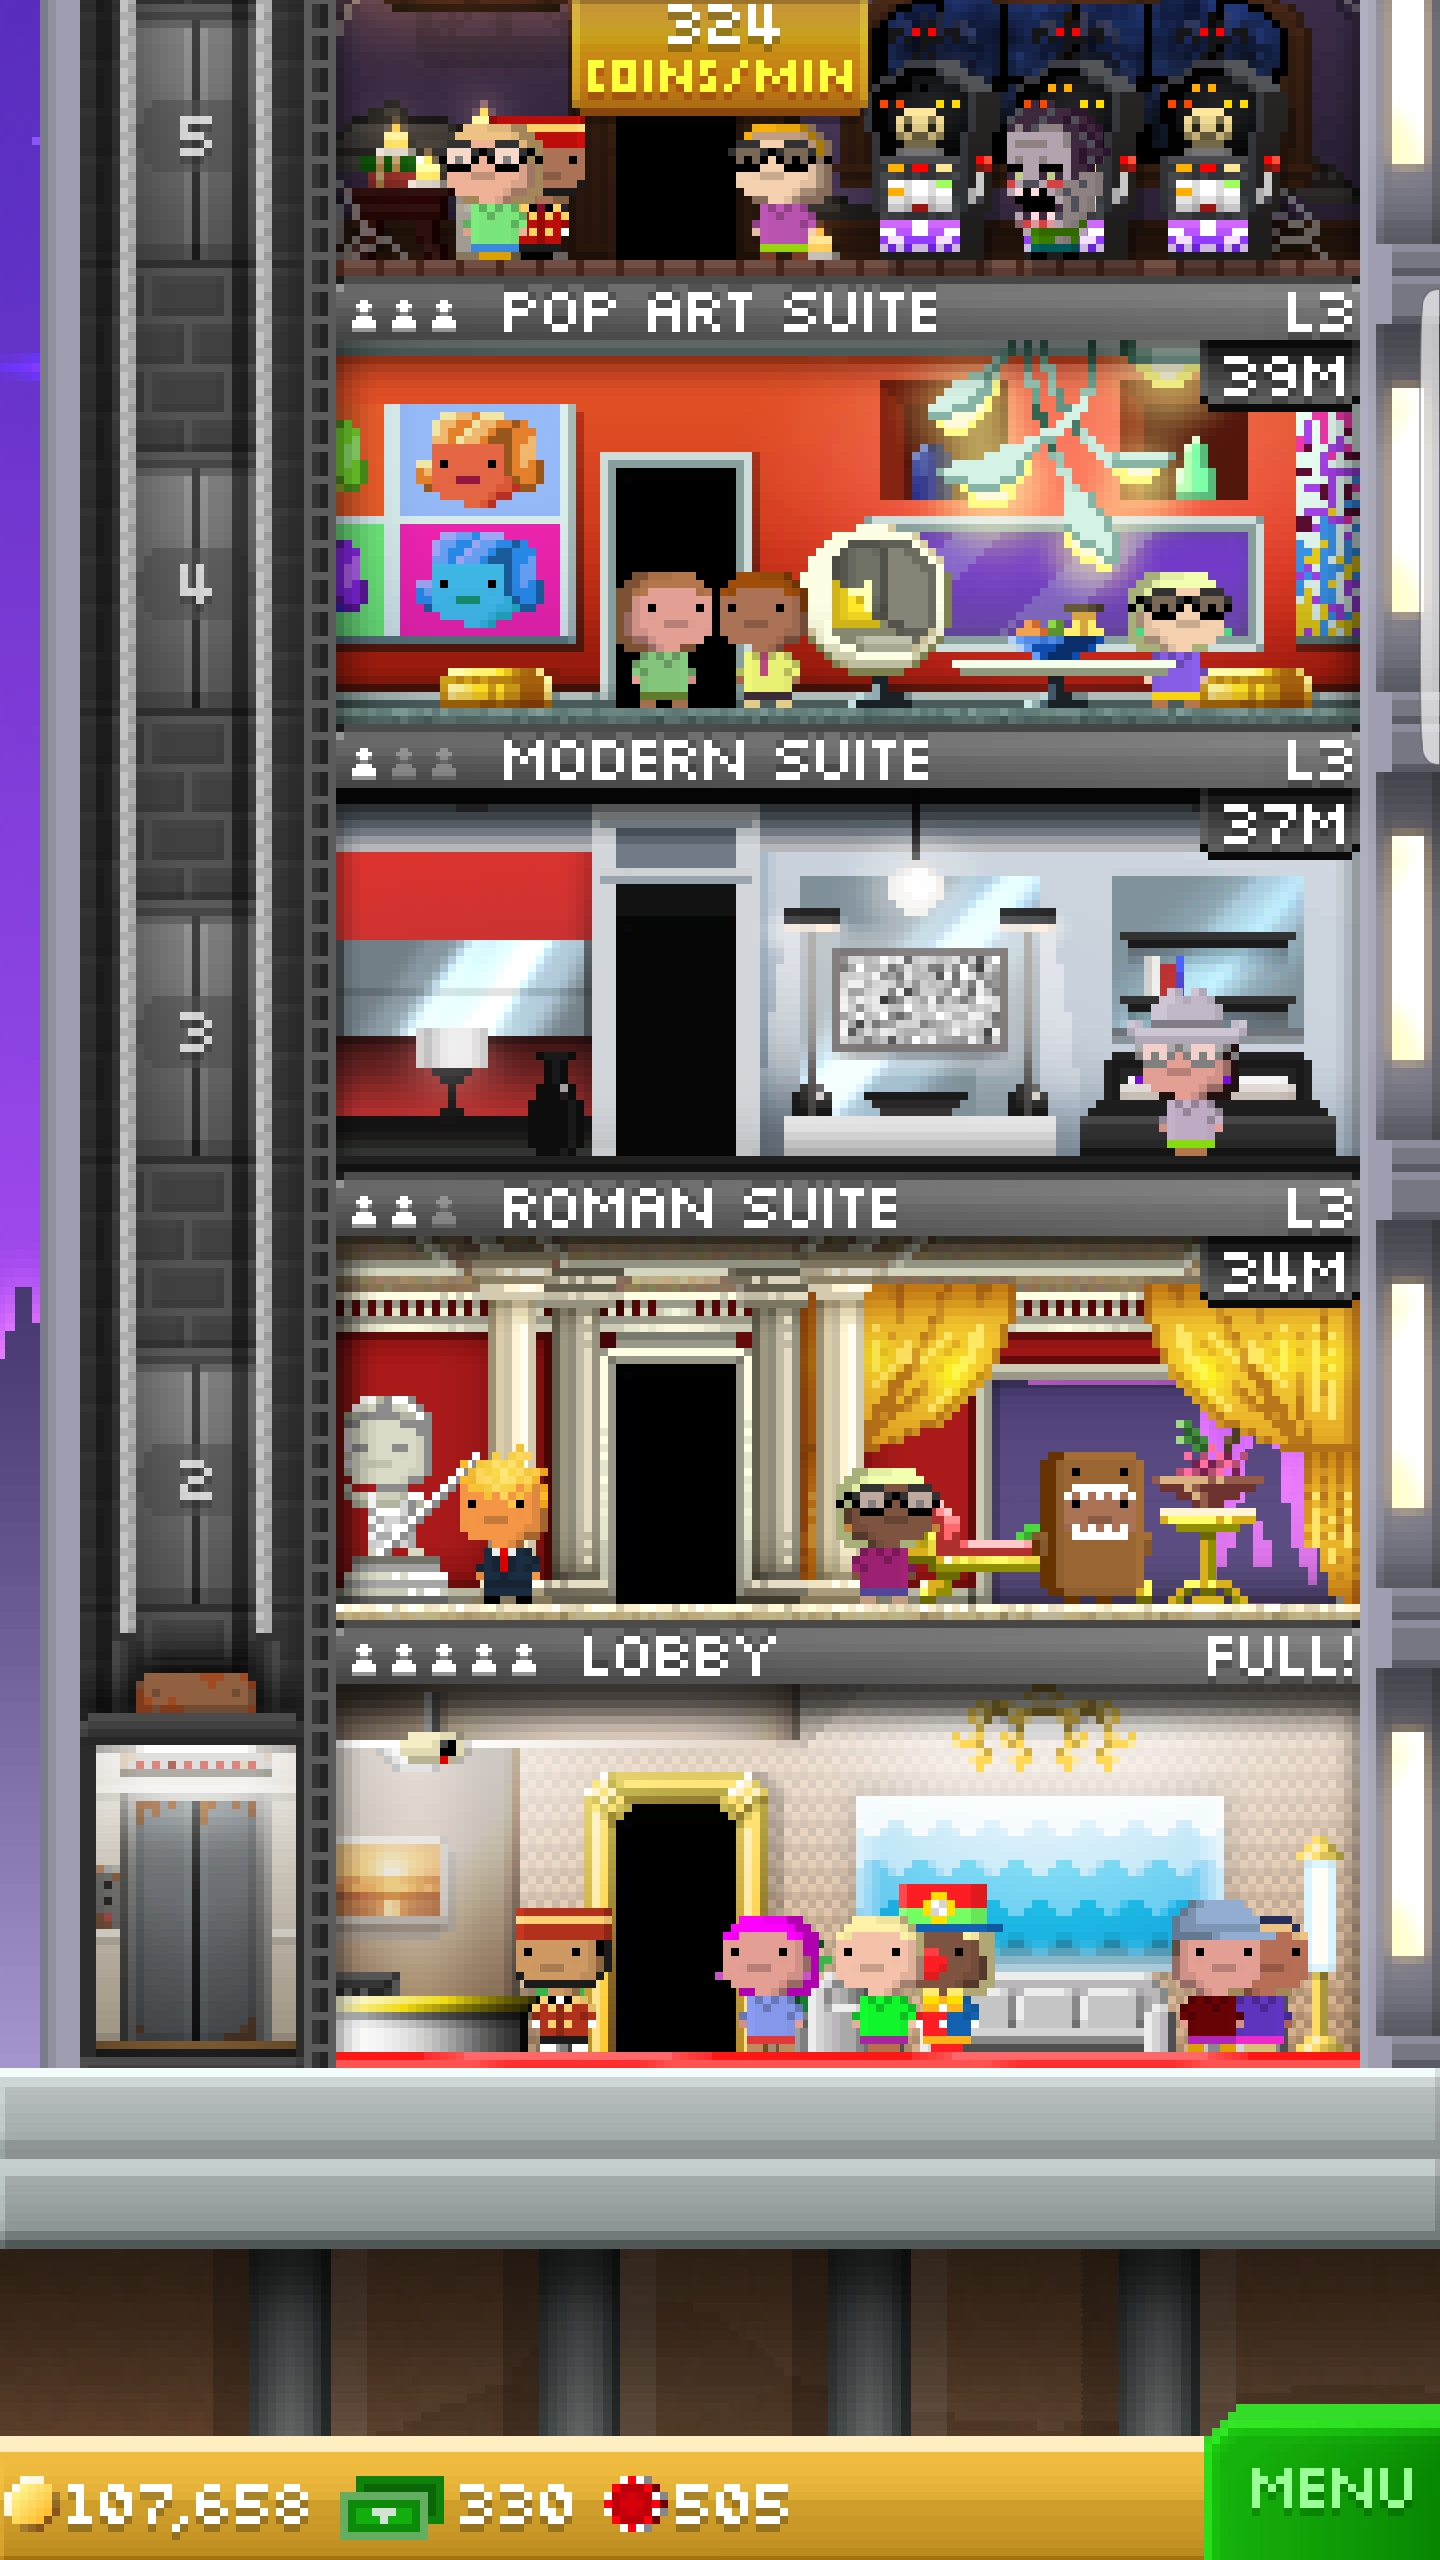 324
COINS/MIN
5
POP ART SUITE L3
39M
4
MODERN SUITE L3
37M
3
ROMAN SUITE L3
34M
2
LOBBY FULL!
107,658 330 505
MENU